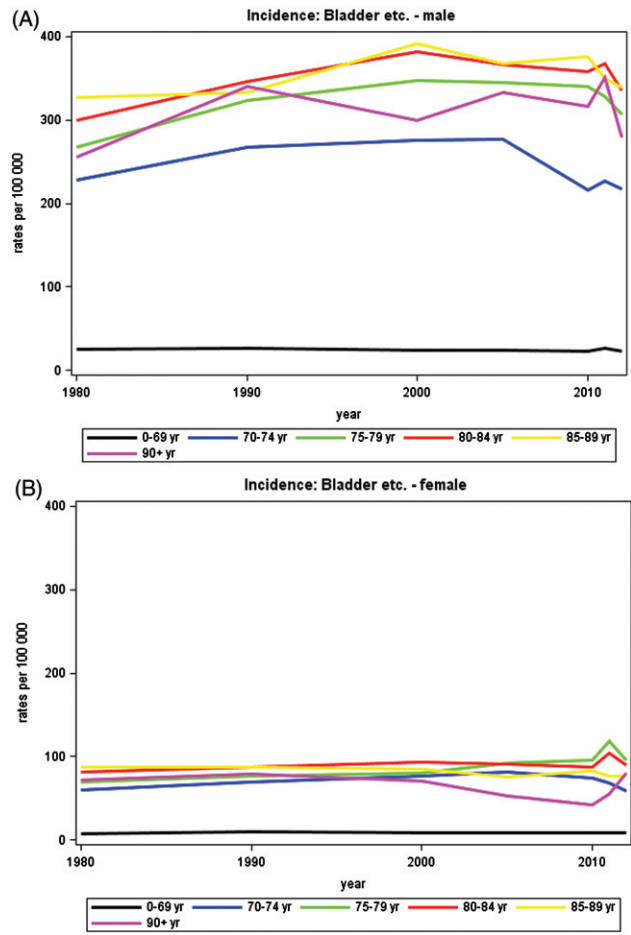 (A)
Incidence: Bladder etc. - male
400
300
200
100
0
rates per 100 000
1980
1990
2000
2010
year
0-69 yr 70-74 yr 75-79 yr 80-84 yr 85-89 yr
90+ yr
(B)
Incidence: Bladder etc. - female
400
300
200
100
0
rates per 100 000
1980
1990
2000
2010
year
0-69 yr 70-74 yr 75-79 yr 80-84 yr 85-89 yr
90+ yr